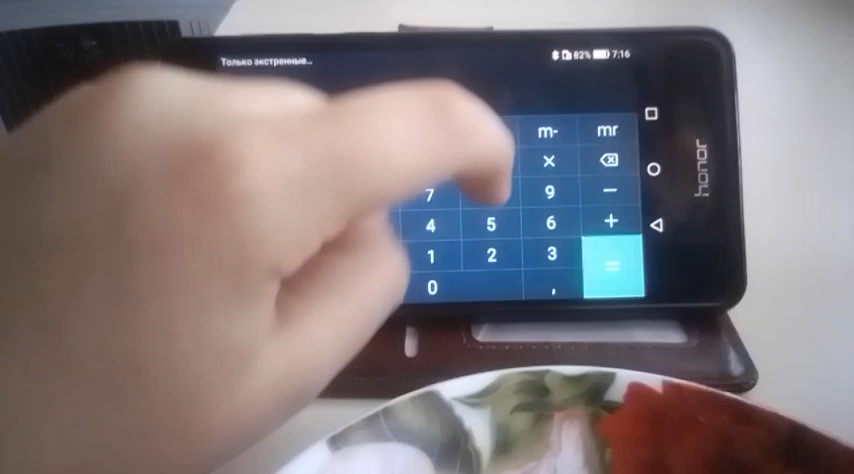 Только экстренные…
82% 7:16
m- mr
×
7 9 −
4 5 6 +
1 2 3 =
0 ,
honor